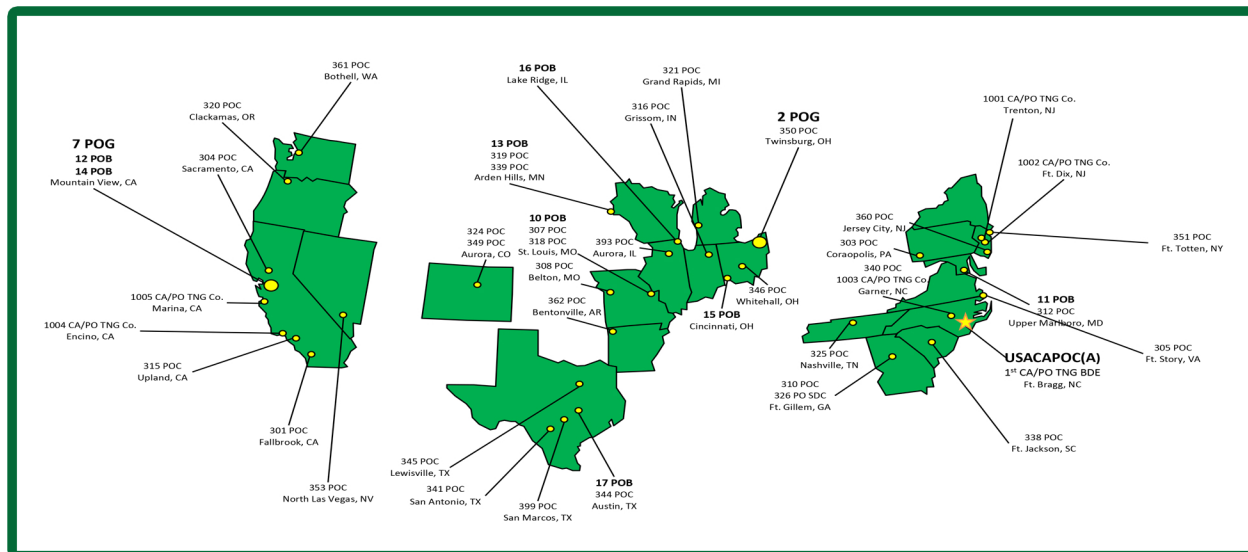 361 POC
Bothell, WA
320 POC
Clackamas, OR
7 POG
12 POB
14 POB
Mountain View, CA
304 POC
Sacramento, CA
1005 CA/PO TNG Co.
Marina, CA
1004 CA/PO TNG Co.
Encino, CA
315 POC
Upland, CA
301 POC
Fallbrook, CA
353 POC
North Las Vegas, NV
16 POB
Lake Ridge, IL
321 POC
Grand Rapids, MI
316 POC
Grissom, IN
2 POG
350 POC
Twinsburg, OH
13 POB
319 POC
339 POC
Arden Hills, MN
324 POC
349 POC
Aurora, CO
10 POB
307 POC
318 POC
St. Louis, MO
393 POC
Aurora, IL
308 POC
Belton, MO
362 POC
Bentonville, AR
346 POC
Whitehall, OH
15 POB
Cincinnati, OH
345 POC
Lewisville, TX
341 POC
San Antonio, TX
399 POC
San Marcos, TX
17 POB
344 POC
Austin, TX
1001 CA/PO TNG Co.
Trenton, NJ
1002 CA/PO TNG Co.
Ft. Dix, NJ
360 POC
Jersey City, NJ
303 POC
Coraopolis, PA
351 POC
Ft. Totten, NY
340 POC
1003 CA/PO TNG Co.
Garner, NC
11 POB
312 POC
Upper Marlboro, MD
305 POC
Ft. Story, VA
325 POC
Nashville, TN
USACAPOC(A)
1st CA/PO TNG BDE
Ft. Bragg, NC
310 POC
326 PO SDC
Ft. Gillem, GA
338 POC
Ft. Jackson, SC